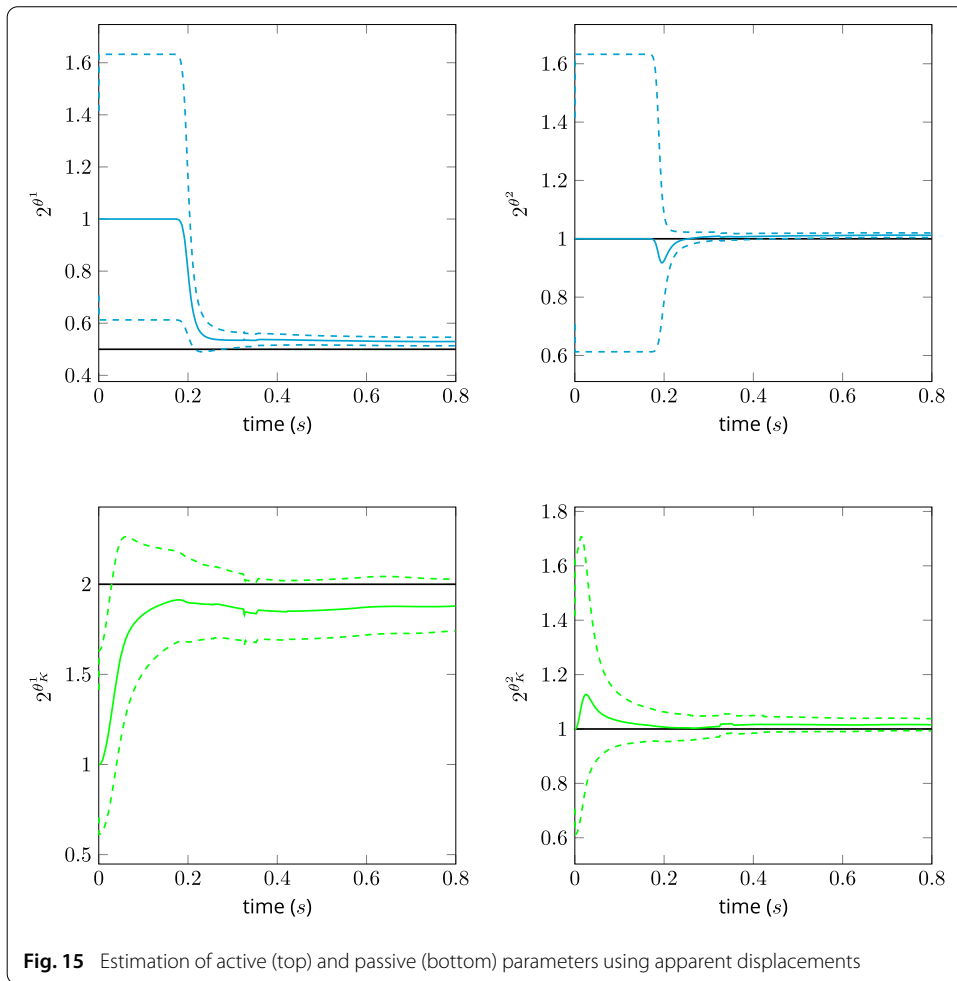 1.6
1.4
1.2
1
0.8
0.6
0.4
2^{θ^1}
0 0.2 0.4 0.6 0.8
time (s)
1.6
1.4
1.2
1
0.8
0.6
2^{θ^2}
0 0.2 0.4 0.6 0.8
time (s)
2
1.5
1
0.5
2^{θ_K^1}
0 0.2 0.4 0.6 0.8
time (s)
1.8
1.6
1.4
1.2
1
0.8
0.6
2^{θ_K^2}
0 0.2 0.4 0.6 0.8
time (s)
Fig. 15 Estimation of active (top) and passive (bottom) parameters using apparent displacements